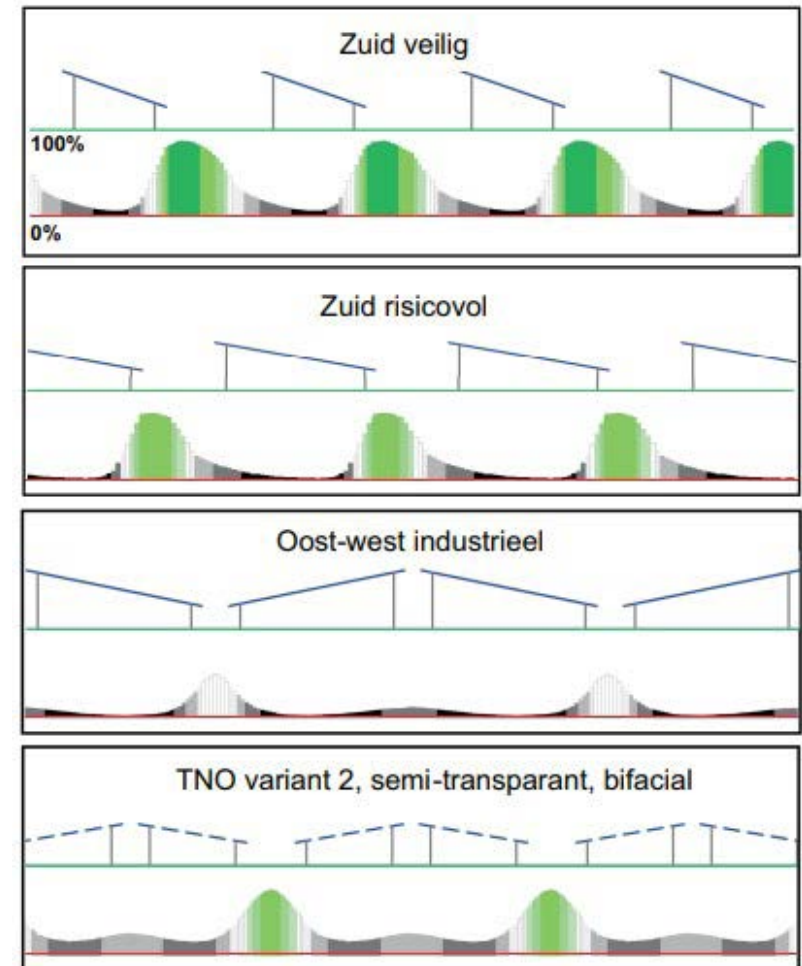 Zuid veilig
100%
0%
Zuid risicovol
Oost-west industrieel
TNO variant 2, semi-transparant, bifacial